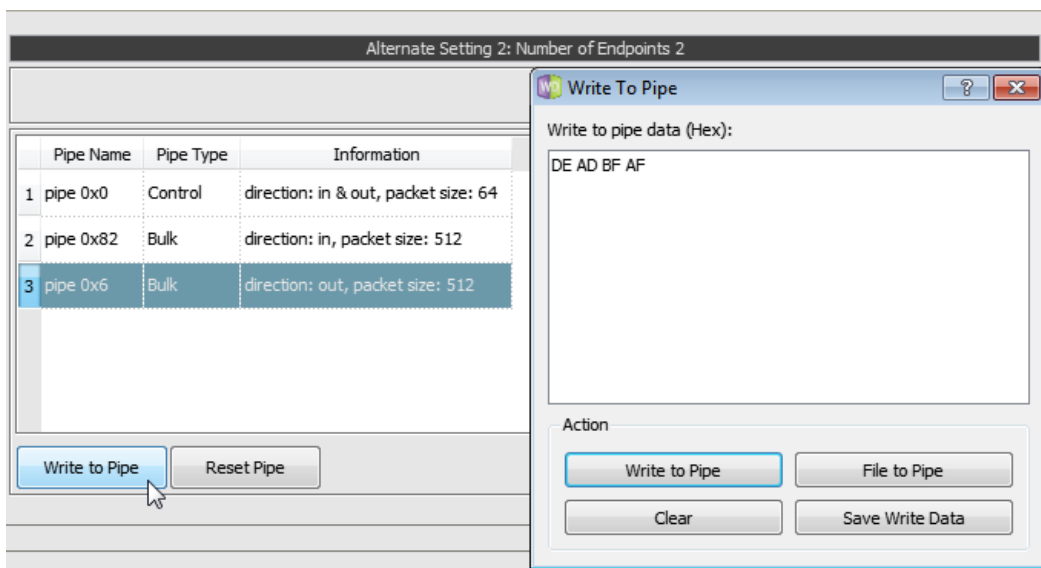 Alternate Setting 2: Number of Endpoints 2
Pipe Name Pipe Type Information
1 pipe 0x0 Control direction: in & out, packet size: 64
2 pipe 0x82 Bulk direction: in, packet size: 512
3 pipe 0x6 Bulk direction: out, packet size: 512
Write to Pipe Reset Pipe
WD Write To Pipe ?
Write to pipe data (Hex):
DE AD BF AF
Action
Write to Pipe File to Pipe
Clear Save Write Data